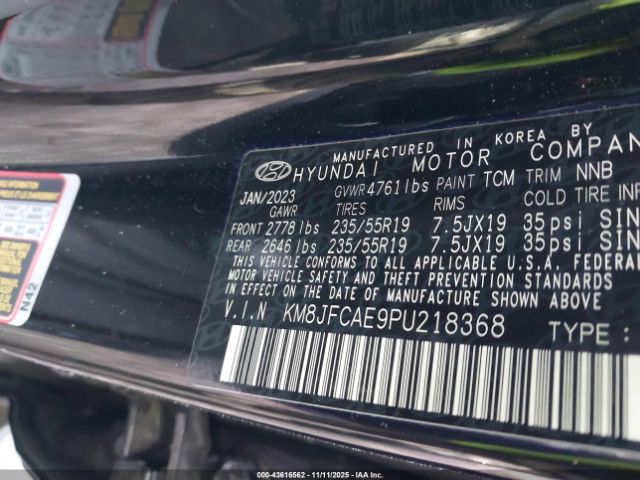 MANUFACTURED IN KOREA BY
HYUNDAI MOTOR COMPAN
JAN/2023 GVWR 4761 lbs PAINT TCM TRIM NNB
GAWR TIRES RIMS COLD TIRE IN
FRONT 2778 lbs 235/55R19 7.5JX19 35 psi SIN
REAR 2646 lbs 235/55R19 7.5JX19 35 psi SIN
THIS VEHICLE CONFORMS TO ALL APPLICABLE U.S.A. FEDERAL
MOTOR VEHICLE SAFETY AND THEFT PREVENTION STANDARDS
IN EFFECT ON THE DATE OF MANUFACTURE SHOWN ABOVE.
V.I.N KM8JFCAE9PU218368 TYPE :
N42
000-43616562 - 11/11/2025 - IAAI.com